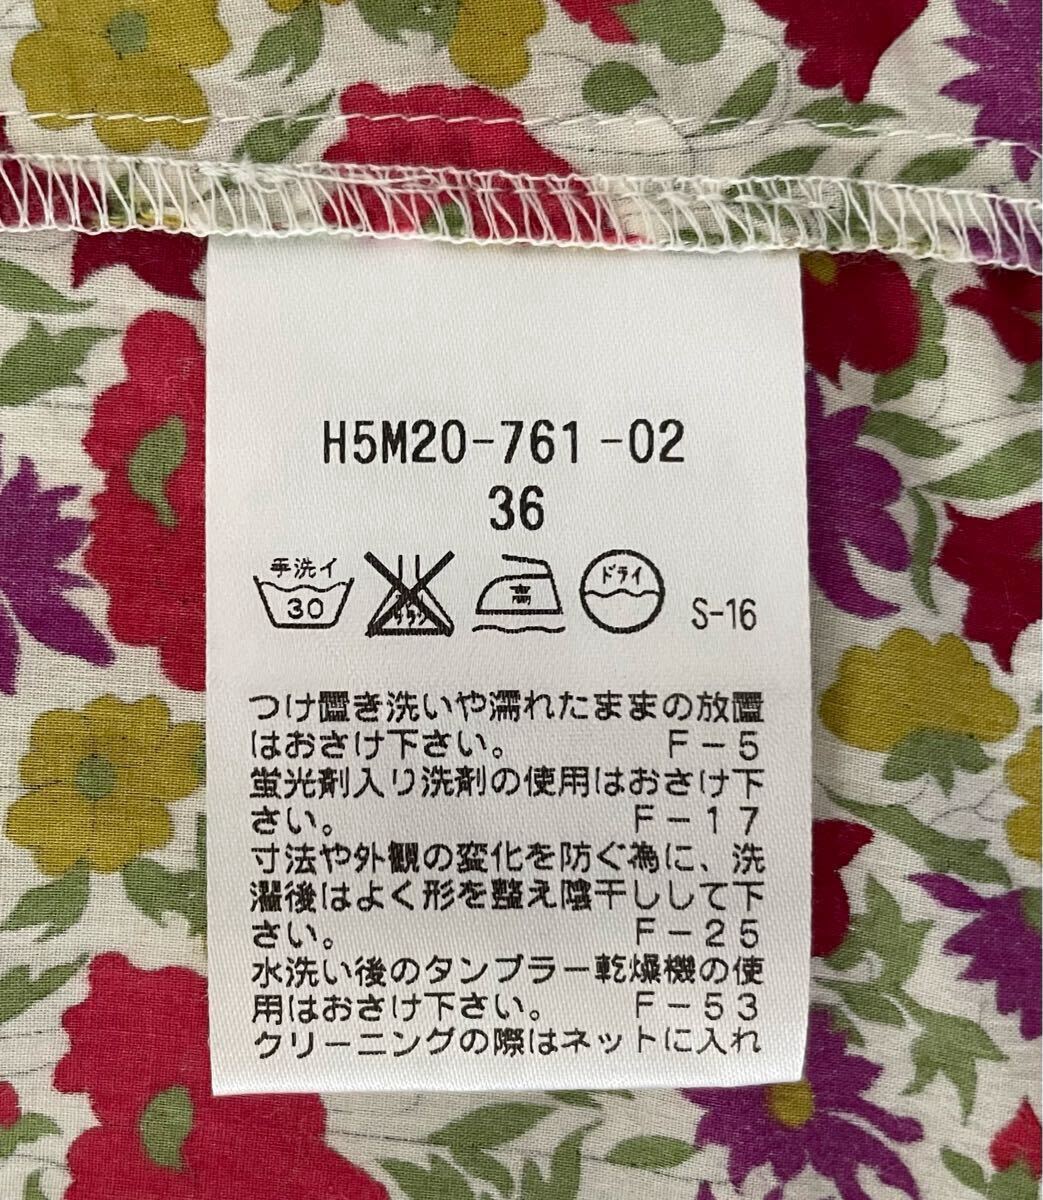 H5M20-761-02
36
手洗イ
30
エンソ
サラシ
高
ドライ
S-16
つけ置き洗いや濡れたままの放置
はおさけ下さい。 F-5
蛍光剤入り洗剤の使用はおさけ下
さい。 F-17
寸法や外観の変化を防ぐ為に、洗
濯後はよく形を整え陰干しして下
さい。 F-25
水洗い後のタンブラー乾燥機の使
用はおさけ下さい。 F-53
クリーニングの際はネットに入れ